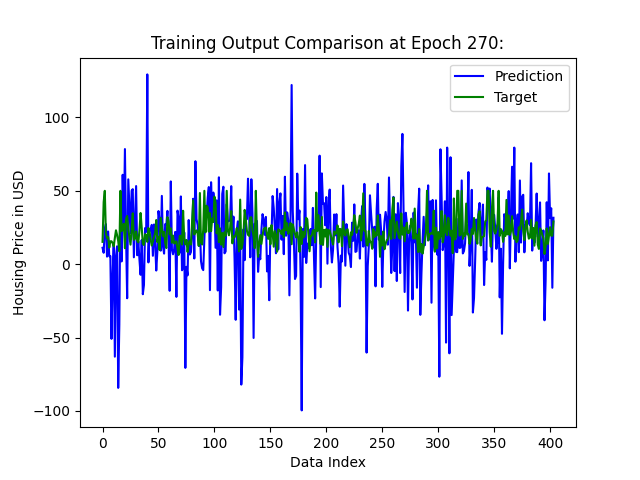 Training Output Comparison at Epoch 270:
Prediction
Target
Housing Price in USD
100
50
0
−50
−100
0 50 100 150 200 250 300 350 400
Data Index